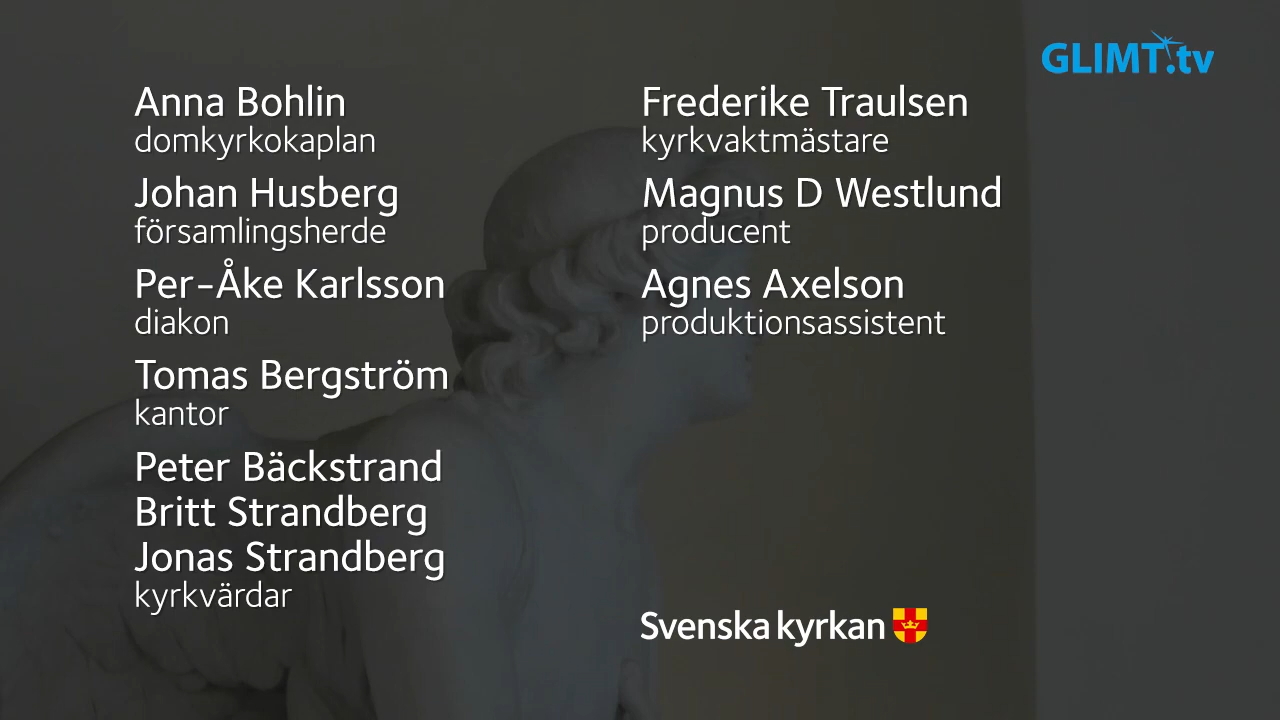 GLIMT.tv
Anna Bohlin
domkyrkokaplan
Johan Husberg
församlingsherde
Per-Åke Karlsson
diakon
Tomas Bergström
kantor
Peter Bäckstrand
Britt Strandberg
Jonas Strandberg
kyrkvärdar
Frederike Traulsen
kyrkvaktmästare
Magnus D Westlund
producent
Agnes Axelson
produktionsassistent
Svenska kyrkan